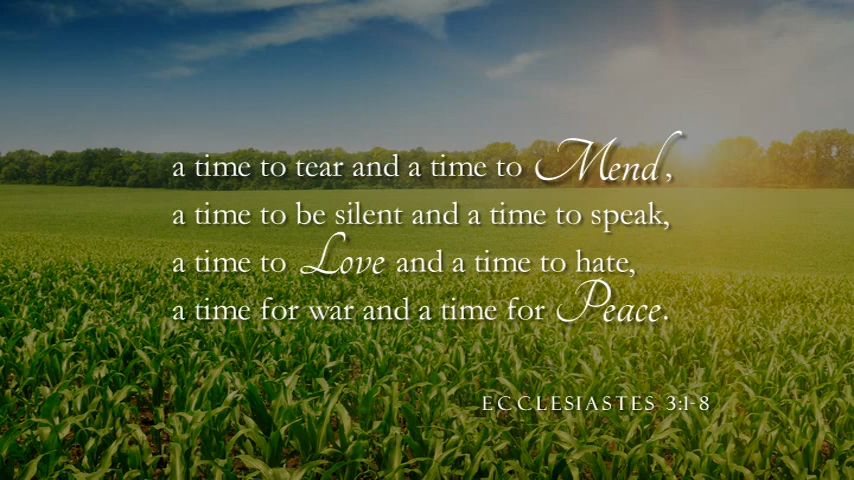 a time to tear and a time to Mend,
a time to be silent and a time to speak,
a time to Love and a time to hate,
a time for war and a time for Peace.
ECCLESIASTES 3:1-8